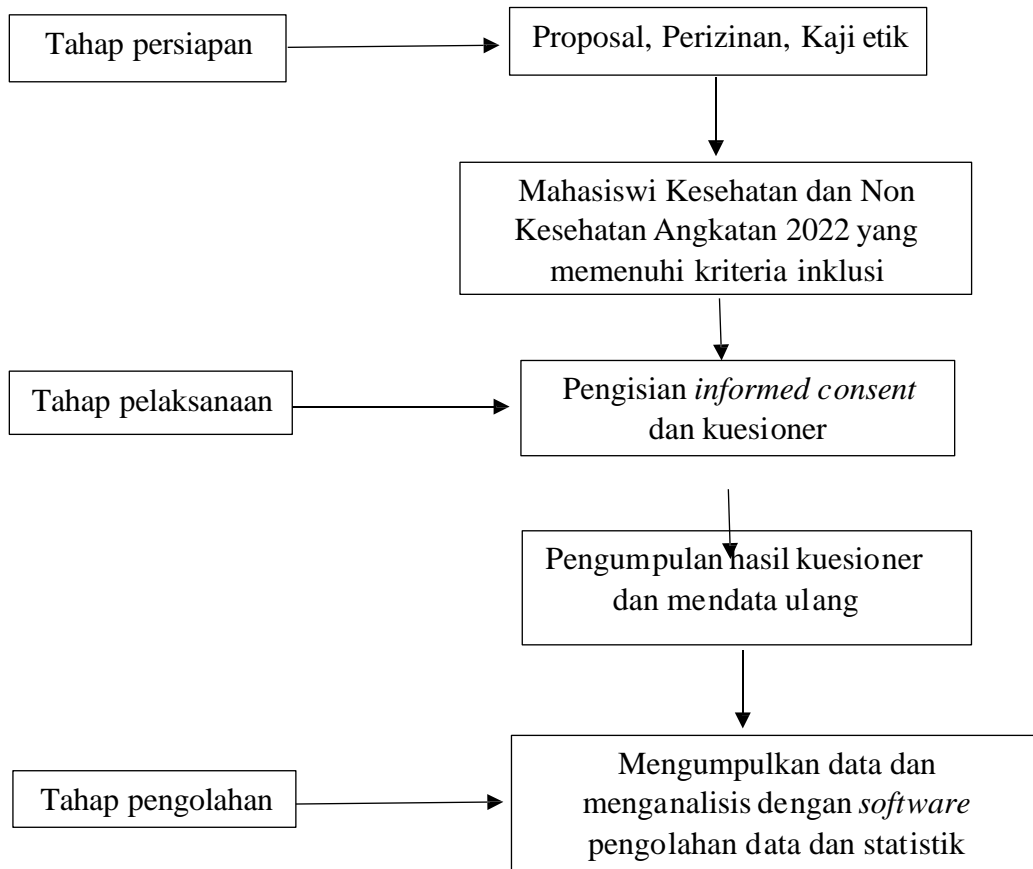 Tahap persiapan
Proposal, Perizinan, Kaji etik
Mahasiswi Kesehatan dan Non
Kesehatan Angkatan 2022 yang
memenuhi kriteria inklusi
Tahap pelaksanaan
Pengisian informed consent
dan kuesioner
Pengumpulan hasil kuesioner
dan mendata ulang
Tahap pengolahan
Mengumpulkan data dan
menganalisis dengan software
pengolahan data dan statistik